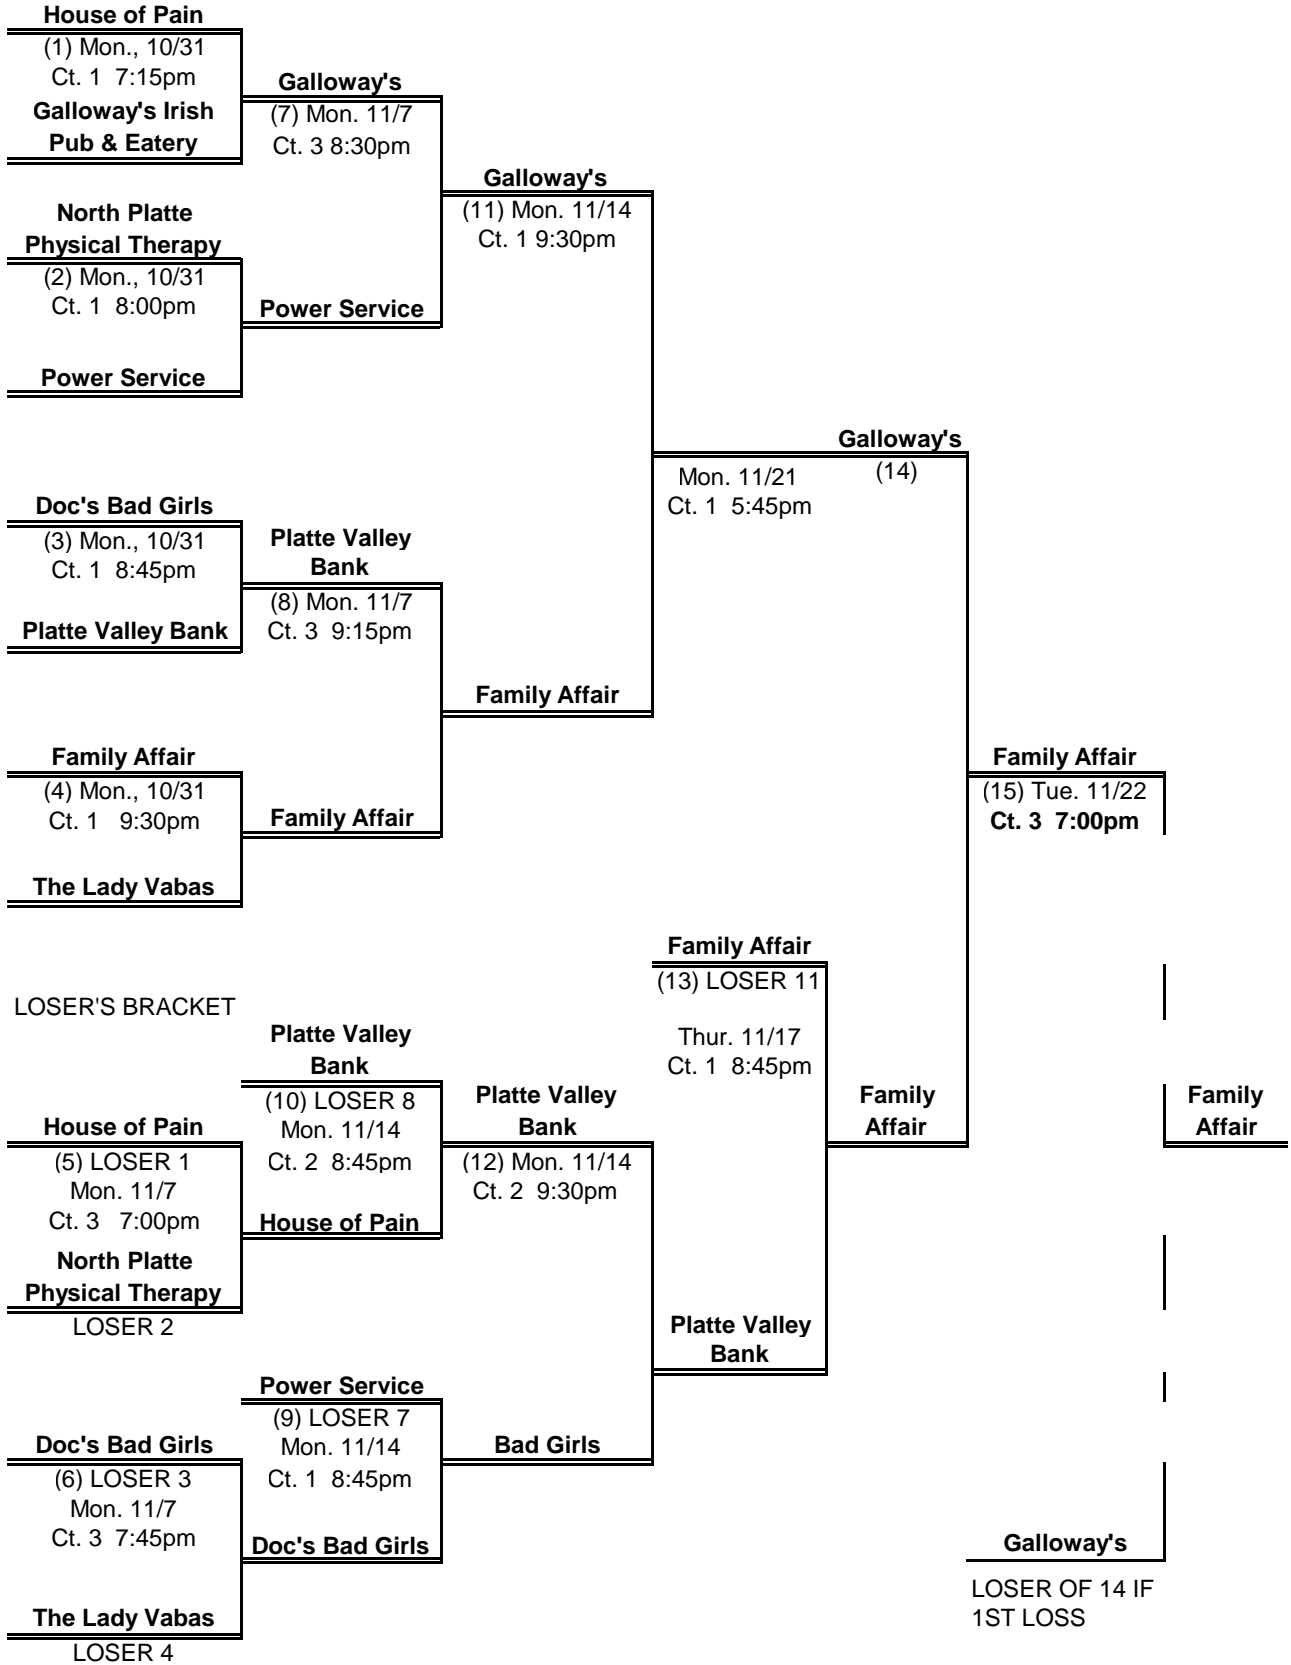 House of Pain
(1) Mon., 10/31
Ct. 1 7:15pm
Galloway's Irish
Pub & Eatery
North Platte
Physical Therapy
(2) Mon., 10/31
Ct. 1 8:00pm
Power Service
Doc's Bad Girls
(3) Mon., 10/31
Ct. 1 8:45pm
Platte Valley Bank
Family Affair
(4) Mon., 10/31
Ct. 1 9:30pm
The Lady Vabas
Galloway's
(7) Mon. 11/7
Ct. 3 8:30pm
Power Service
Platte Valley
Bank
(8) Mon. 11/7
Ct. 3 9:15pm
Family Affair
Galloway's
(11) Mon. 11/14
Ct. 1 9:30pm
Family Affair
Galloway's
Mon. 11/21 (14)
Ct. 1 5:45pm
Family Affair
(15) Tue. 11/22
Ct. 3 7:00pm
LOSER'S BRACKET
House of Pain
(5) LOSER 1
Mon. 11/7
Ct. 3 7:00pm
North Platte
Physical Therapy
LOSER 2
Doc's Bad Girls
(6) LOSER 3
Mon. 11/7
Ct. 3 7:45pm
The Lady Vabas
LOSER 4
Platte Valley
Bank
(10) LOSER 8
Mon. 11/14
Ct. 2 8:45pm
House of Pain
Power Service
(9) LOSER 7
Mon. 11/14
Ct. 1 8:45pm
Doc's Bad Girls
Platte Valley
Bank
(12) Mon. 11/14
Ct. 2 9:30pm
Bad Girls
Family Affair
(13) LOSER 11
Thur. 11/17
Ct. 1 8:45pm
Platte Valley
Bank
Family
Affair
Family
Affair
Galloway's
LOSER OF 14 IF
1ST LOSS